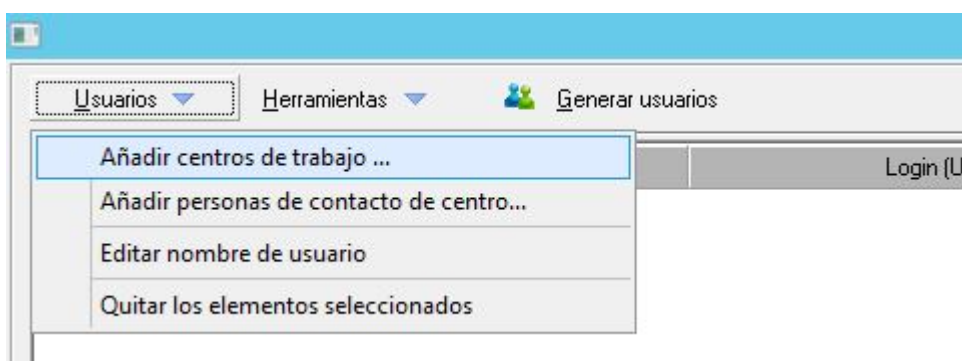 Usuarios Herramientas Generar usuarios
Login (U
Añadir centros de trabajo ...
Añadir personas de contacto de centro...
Editar nombre de usuario
Quitar los elementos seleccionados